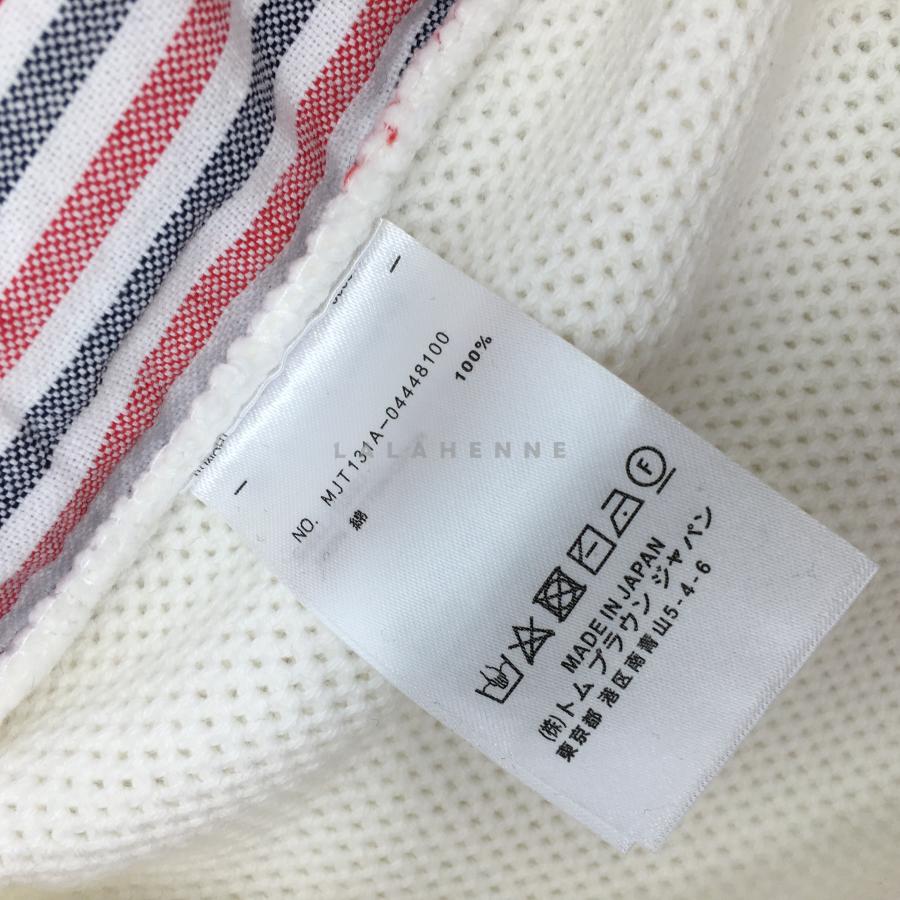 NO. MJT131A-04448100
綿 100%
LALAHENNE
F
MADE IN JAPAN
(株)トム ブラウン ジャパン
東京都 港区南青山5-4-6